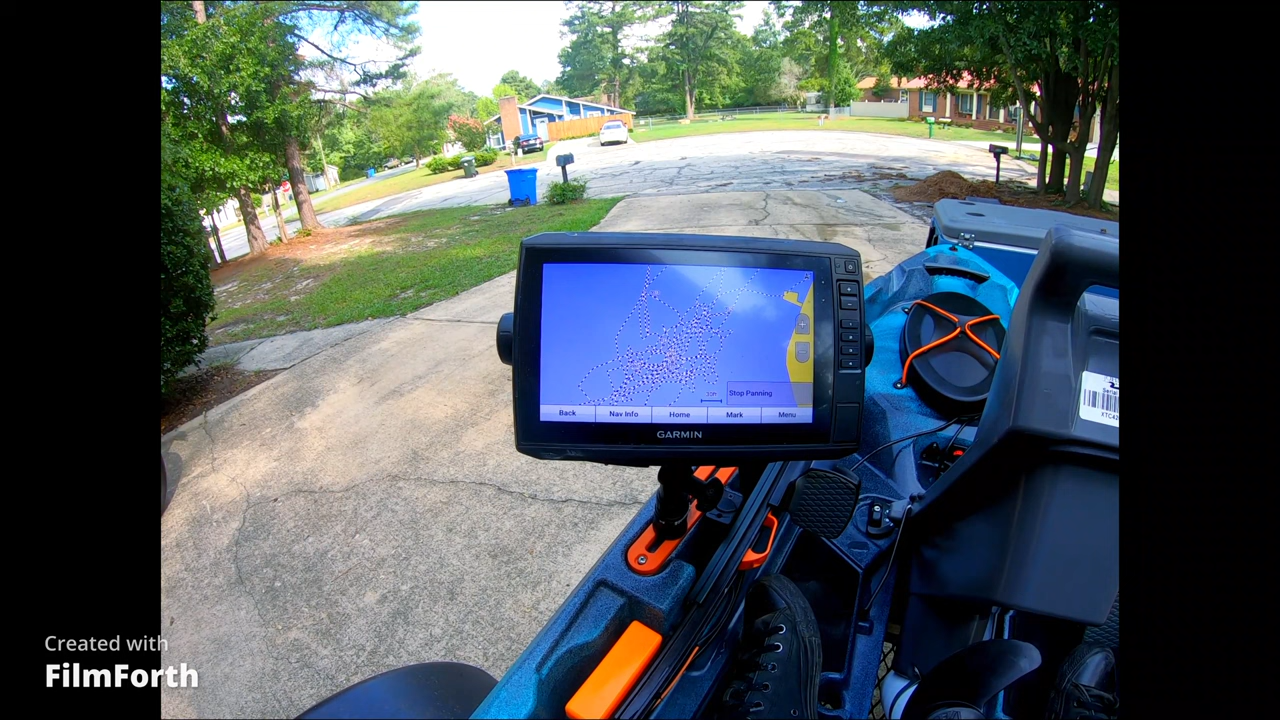 Stop Panning
Back
Nav Info
Home
Mark
Menu
GARMIN
Created with
FilmForth